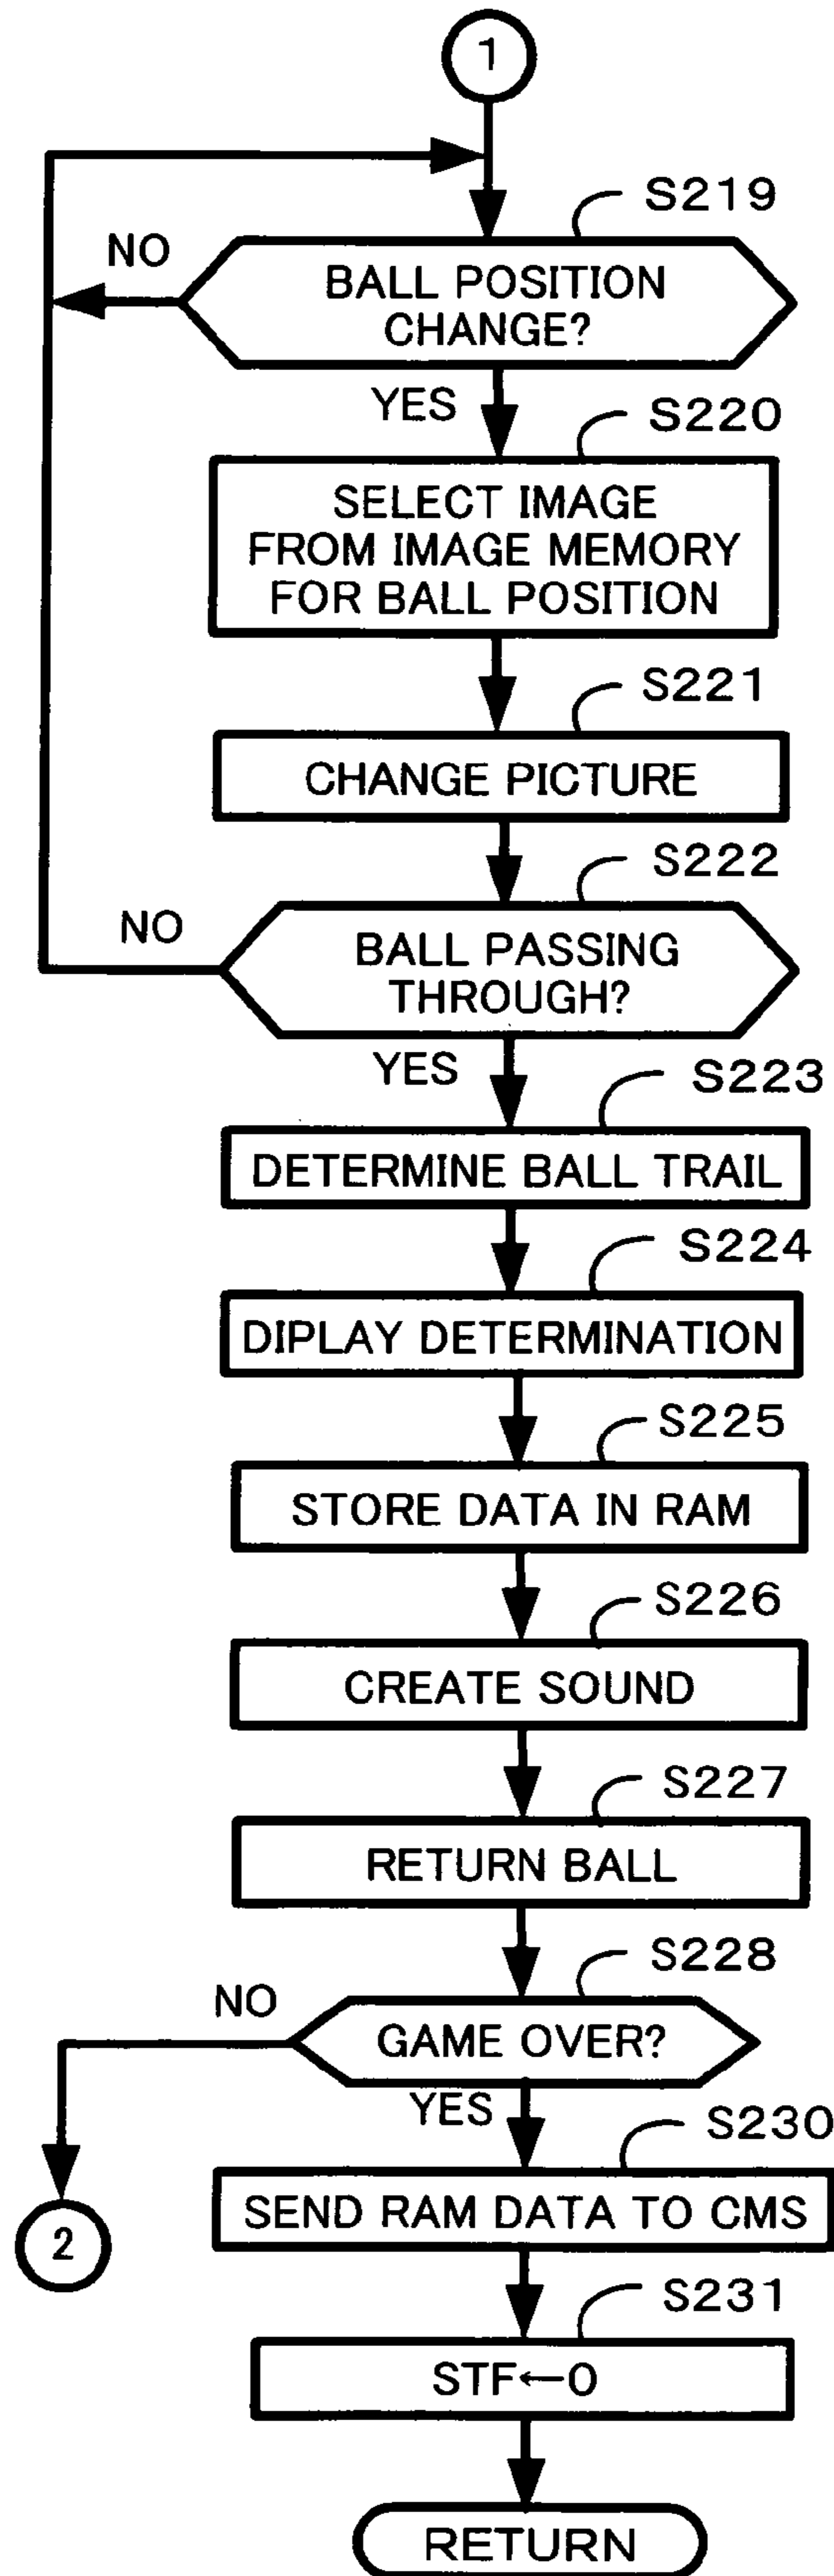 1
S219
NO
BALL POSITION
CHANGE?
YES
S220
SELECT IMAGE
FROM IMAGE MEMORY
FOR BALL POSITION
S221
CHANGE PICTURE
S222
NO
BALL PASSING
THROUGH?
YES
S223
DETERMINE BALL TRAIL
S224
DIPLAY DETERMINATION
S225
STORE DATA IN RAM
S226
CREATE SOUND
S227
RETURN BALL
S228
NO
GAME OVER?
YES
S230
SEND RAM DATA TO CMS
2
S231
STF←0
RETURN